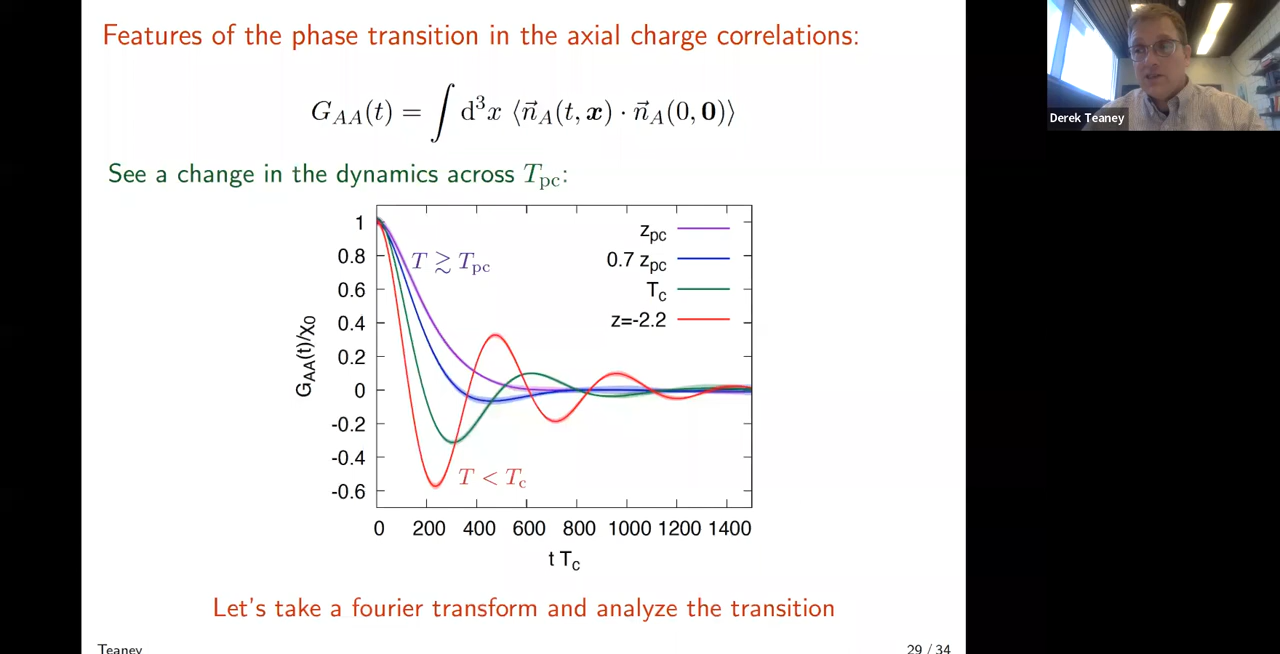 Features of the phase transition in the axial charge correlations:
G_{AA}(t) = ∫ d³x ⟨n⃗_A(t, x) · n⃗_A(0, 0)⟩
See a change in the dynamics across T_pc:
G_AA(t)/χ_0
1
0.8
0.6
0.4
0.2
0
-0.2
-0.4
-0.6
T ≳ T_pc
z_pc
0.7 z_pc
T_c
z=-2.2
T < T_c
0 200 400 600 800 1000 1200 1400
t T_c
Let's take a fourier transform and analyze the transition
Teaney
29 / 34
Derek Teaney